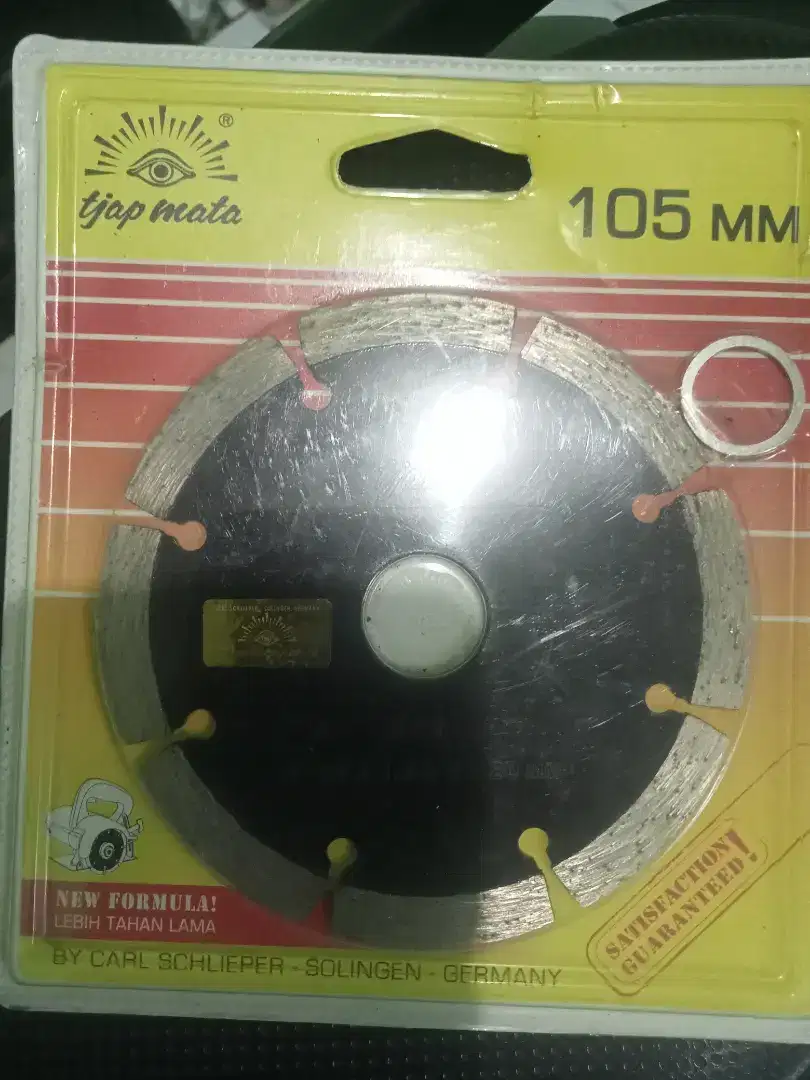 ®
tjap mata
105 MM
NEW FORMULA!
LEBIH TAHAN LAMA
BY CARL SCHLIEPER - SOLINGEN - GERMANY
SATISFACTION
GUARANTEED!